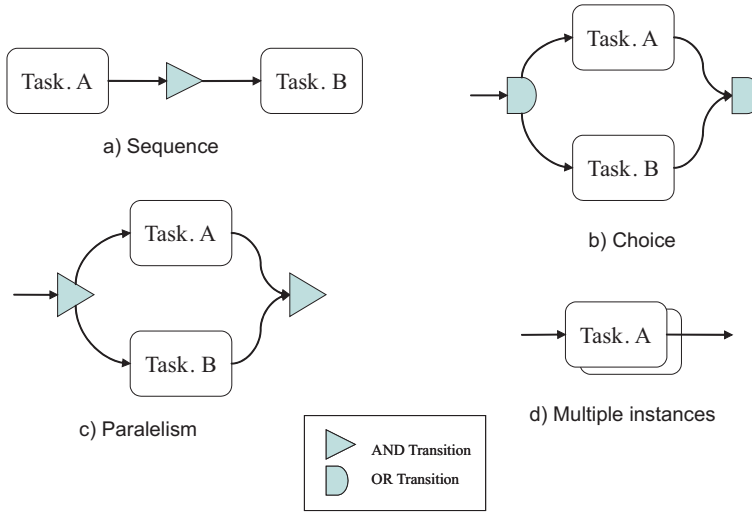 Task. A
Task. B
a) Sequence
Task. A
Task. B
b) Choice
Task. A
Task. B
c) Paralelism
Task. A
d) Multiple instances
AND Transition
OR Transition